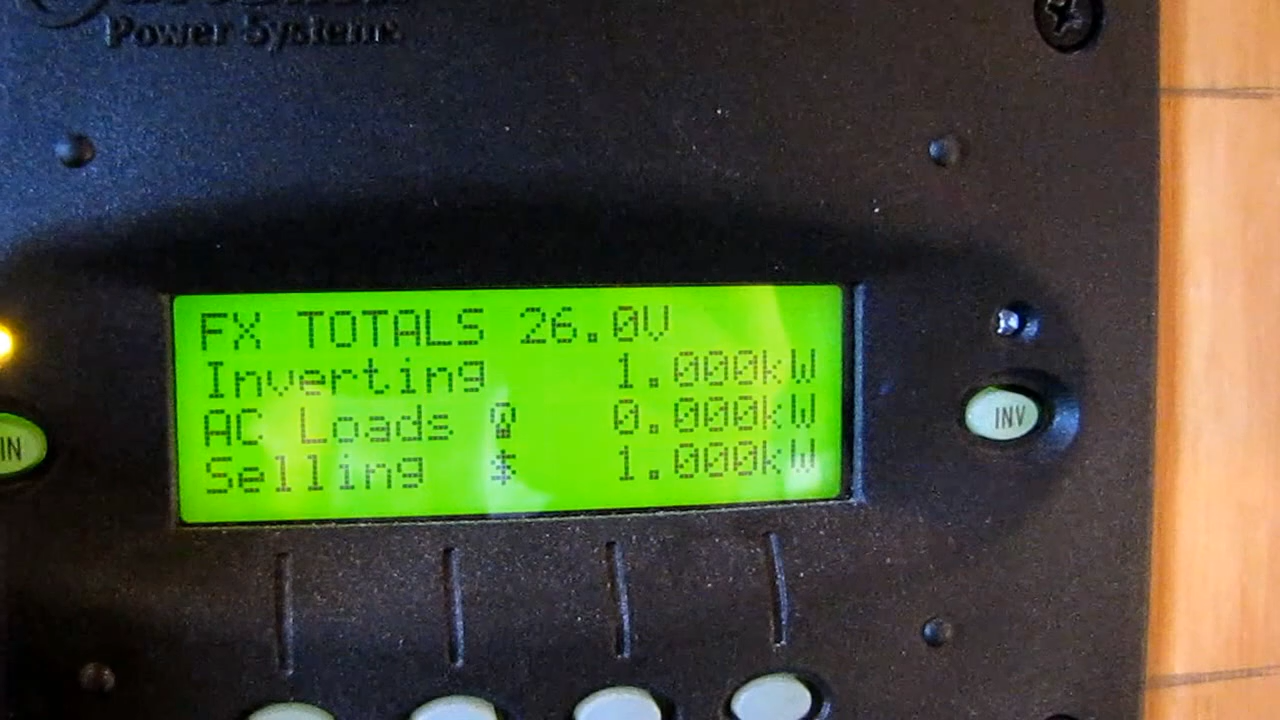 Power Systems
FX TOTALS 26.0V
Inverting 1.000kW
AC Loads 0.000kW
Selling $ 1.000kW
IN
INV